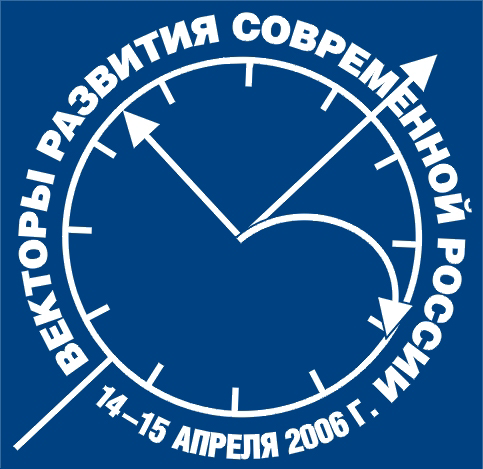 ВЕКТОРЫ РАЗВИТИЯ СОВРЕМЕННОЙ РОССИИ
14–15 АПРЕЛЯ 2006 Г.